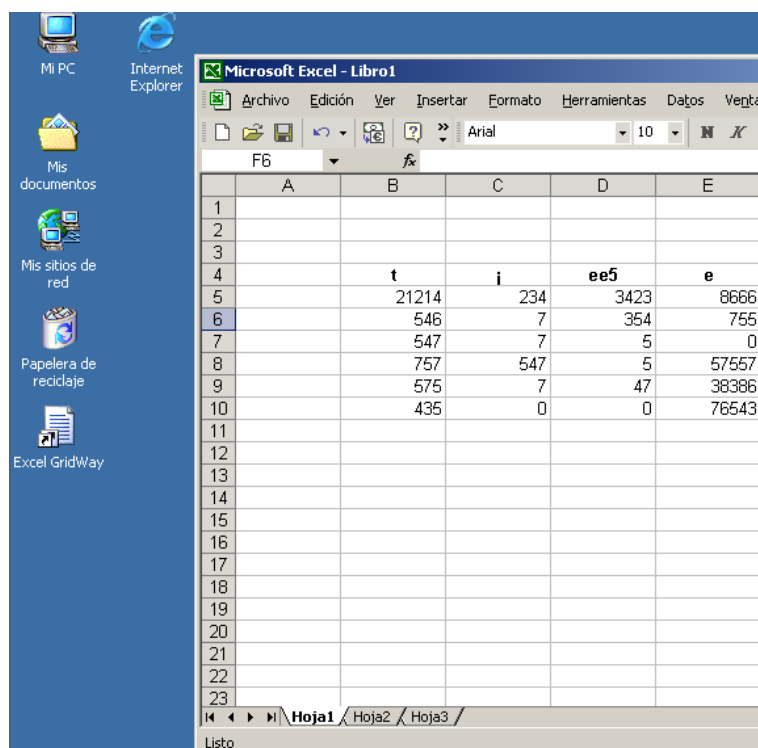 Mi PC
Internet
Explorer
Mis
documentos
Mis sitios de
red
Papelera de
reciclaje
Excel GridWay
Microsoft Excel - Libro1
Archivo Edición Ver Insertar Formato Herramientas Datos Venta
Arial 10 N K
F6 fx
A B C D E
1
2
3
4 t j ee5 e
5 21214 234 3423 8666
6 546 7 354 755
7 547 7 5 0
8 757 547 5 57557
9 575 7 47 38386
10 435 0 0 76543
11
12
13
14
15
16
17
18
19
20
21
22
23
Hoja1 Hoja2 Hoja3
Listo